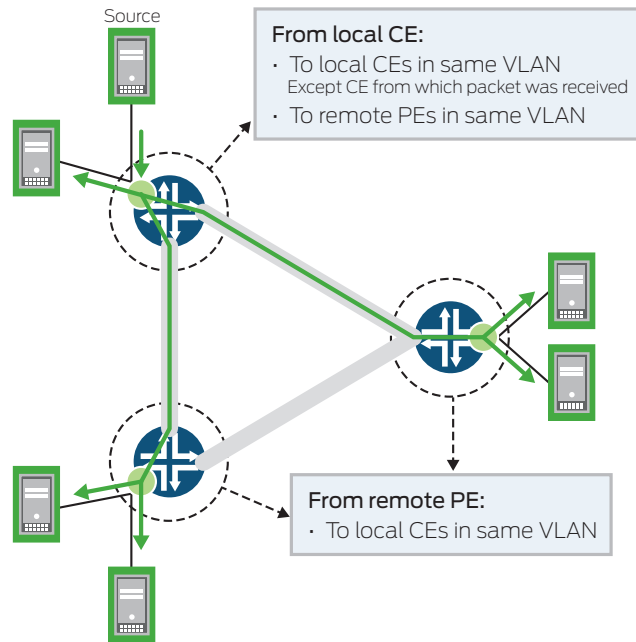 Source
From local CE:
· To local CEs in same VLAN
Except CE from which packet was received
· To remote PEs in same VLAN
From remote PE:
· To local CEs in same VLAN